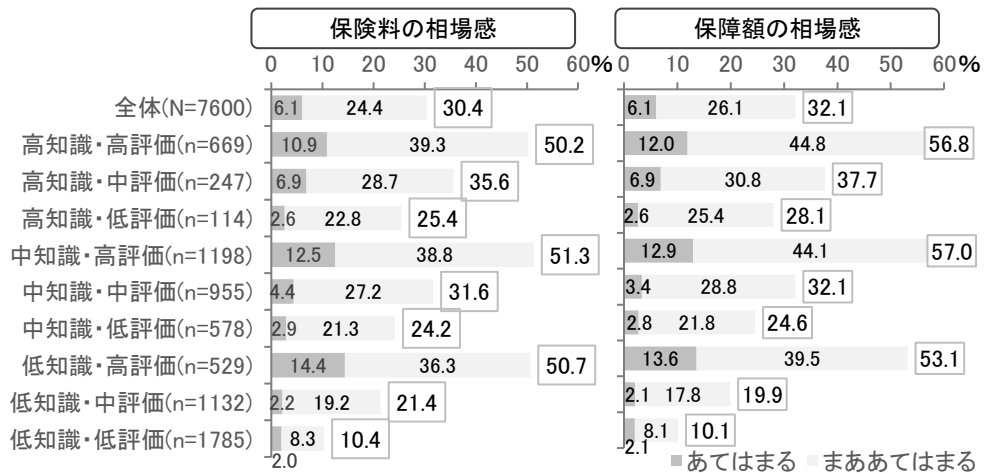 保険料の相場感 保障額の相場感
0 10 20 30 40 50 60% 0 20 40 60%
全体(N=7600) 6.1 24.4 30.4 6.1 26.1 32.1
高知識・高評価(n=669) 10.9 39.3 50.2 12.0 44.8 56.8
高知識・中評価(n=247) 6.9 28.7 35.6 6.9 30.8 37.7
高知識・低評価(n=114) 2.6 22.8 25.4 2.6 25.4 28.1
中知識・高評価(n=1198) 12.5 38.8 51.3 12.9 44.1 57.0
中知識・中評価(n=955) 4.4 27.2 31.6 3.4 28.8 32.1
中知識・低評価(n=578) 2.9 21.3 24.2 2.8 21.8 24.6
低知識・高評価(n=529) 14.4 36.3 50.7 13.6 39.5 53.1
低知識・中評価(n=1132) 2.2 19.2 21.4 2.1 17.8 19.9
低知識・低評価(n=1785) 8.3 10.4 8.1 10.1
2.0 2.1
あてはまる まああてはまる